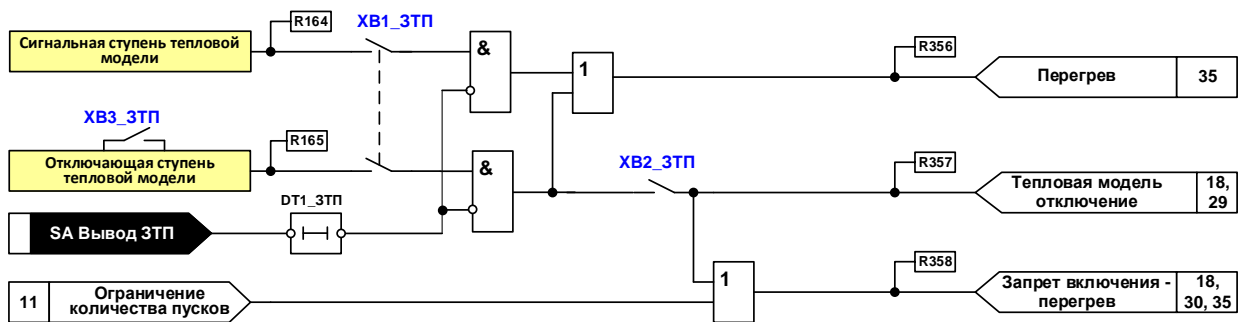 R164
XB1_ЗТП
Сигнальная ступень тепловой
модели
&
R356
1
Перегрев
35
XB3_ЗТП
R165
Отключающая ступень
тепловой модели
&
XB2_ЗТП
R357
Тепловая модель
отключение
18,
29
DT1_ЗТП
SA Вывод ЗТП
R358
1
11
Ограничение
количества пусков
Запрет включения -
перегрев
18,
30, 35